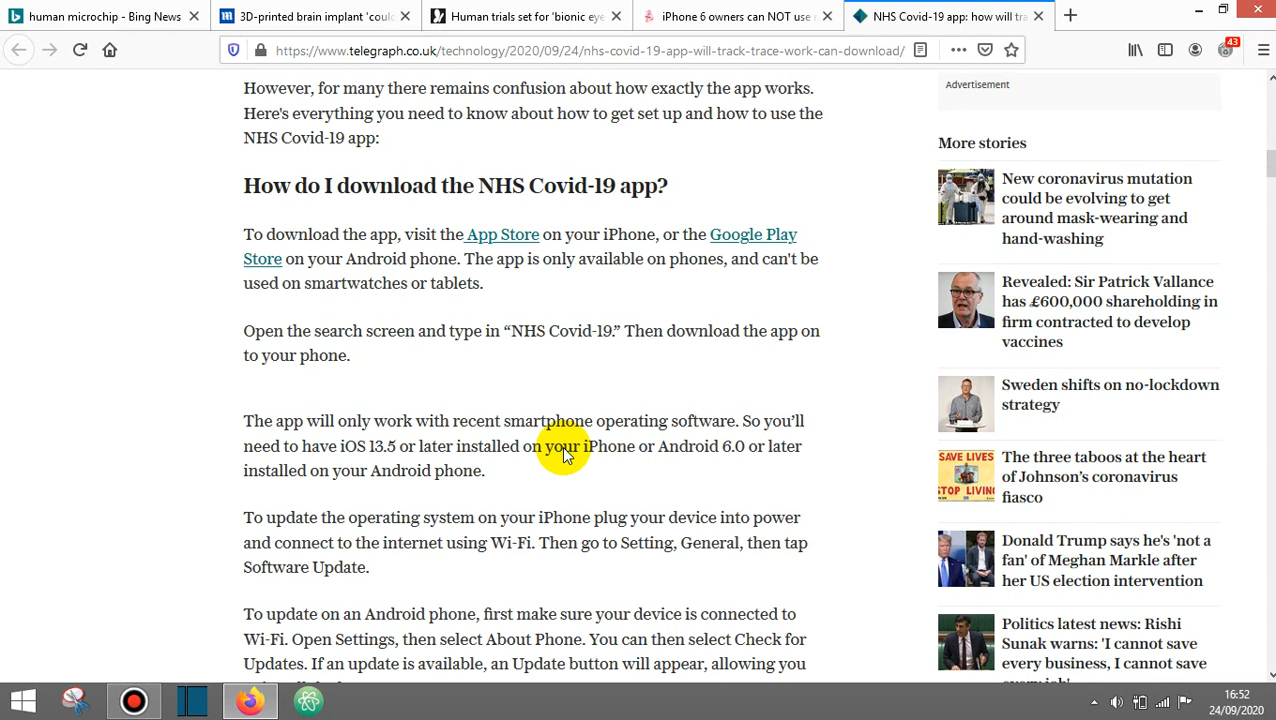 human microchip - Bing News
3D-printed brain implant 'coul
Human trials set for 'bionic eye
iPhone 6 owners can NOT use
NHS Covid-19 app: how will tra
https://www.telegraph.co.uk/technology/2020/09/24/nhs-covid-19-app-will-track-trace-work-can-download/
43
However, for many there remains confusion about how exactly the app works.
Here's everything you need to know about how to get set up and how to use the
NHS Covid-19 app:
How do I download the NHS Covid-19 app?
To download the app, visit the App Store on your iPhone, or the Google Play
Store on your Android phone. The app is only available on phones, and can't be
used on smartwatches or tablets.
Open the search screen and type in “NHS Covid-19.” Then download the app on
to your phone.
The app will only work with recent smartphone operating software. So you’ll
need to have iOS 13.5 or later installed on your iPhone or Android 6.0 or later
installed on your Android phone.
To update the operating system on your iPhone plug your device into power
and connect to the internet using Wi-Fi. Then go to Setting, General, then tap
Software Update.
To update on an Android phone, first make sure your device is connected to
Wi-Fi. Open Settings, then select About Phone. You can then select Check for
Updates. If an update is available, an Update button will appear, allowing you
Advertisement
More stories
New coronavirus mutation
could be evolving to get
around mask-wearing and
hand-washing
Revealed: Sir Patrick Vallance
has £600,000 shareholding in
firm contracted to develop
vaccines
Sweden shifts on no-lockdown
strategy
SAVE LIVES
STOP LIVING
The three taboos at the heart
of Johnson’s coronavirus
fiasco
Donald Trump says he's 'not a
fan' of Meghan Markle after
her US election intervention
Politics latest news: Rishi
Sunak warns: 'I cannot save
every business, I cannot save
every job'
16:52
24/09/2020